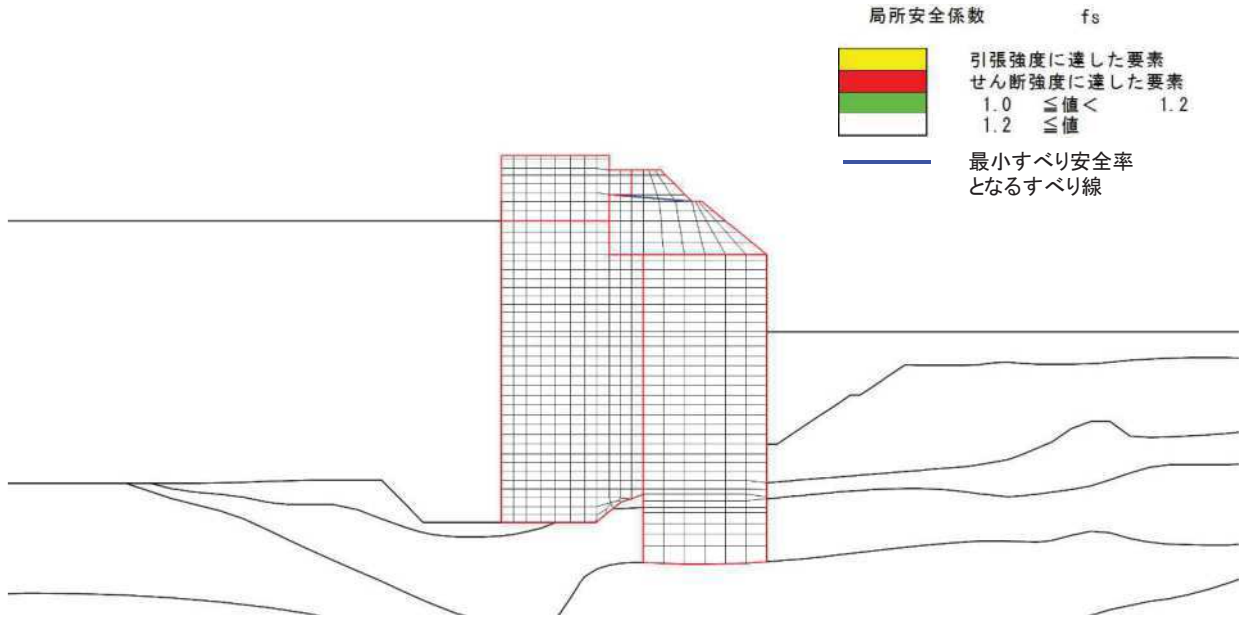 局所安全係数 fs
引張強度に達した要素
せん断強度に達した要素
1.0 ≦値< 1.2
1.2 ≦値
最小すべり安全率
となるすべり線